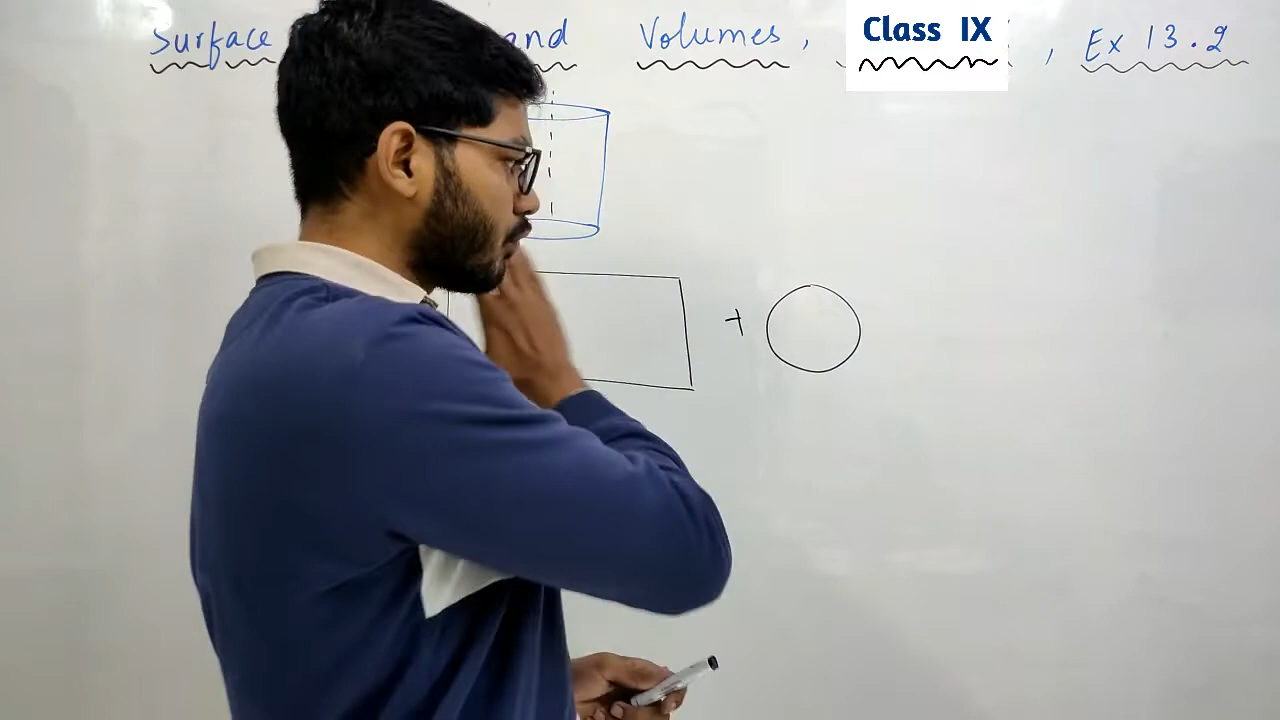 Surface and Volumes, Class IX, Ex 13.2
+